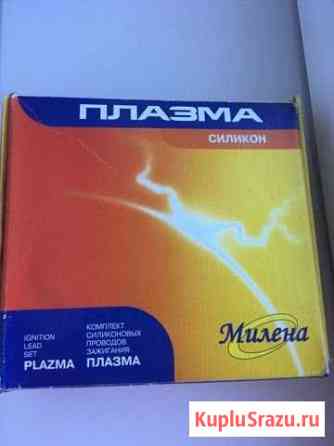 ПЛАЗМА
СИЛИКОН
IGNITION
LEAD
SET
PLAZMA
КОМПЛЕКТ
СИЛИКОНОВЫХ
ПРОВОДОВ
ЗАЖИГАНИЯ
ПЛАЗМА
Милена
KupluSrazu.ru